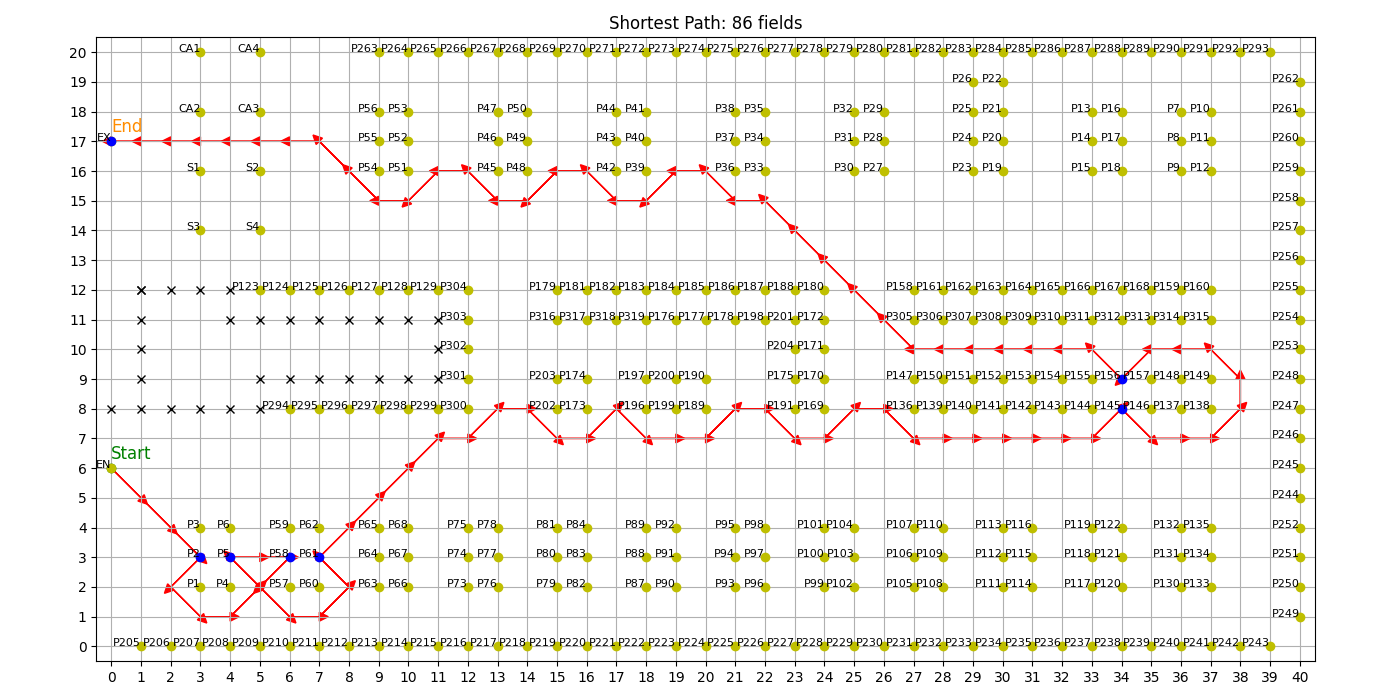 Shortest Path: 86 fields
20 CA1 CA4 P263 P264 P265 P266 P267 P268 P269 P270 P271 P272 P273 P274 P275 P276 P277 P278 P279 P280 P281 P282 P283 P284 P285 P286 P287 P288 P289 P290 P291 P292 P293
19 P26 P22 P262
18 CA2 CA3 P56 P53 P47 P50 P44 P41 P38 P35 P32 P29 P25 P21 P13 P16 P7 P10 P261
End
17 EX P55 P52 P46 P49 P43 P40 P37 P34 P31 P28 P24 P20 P14 P17 P8 P11 P260
16 S1 S2 P54 P51 P45 P48 P42 P39 P36 P33 P30 P27 P23 P19 P15 P18 P9 P12 P259
15 P258
14 S3 S4 P257
13 P256
12 P123 P124 P125 P126 P127 P128 P129 P304 P179 P181 P182 P183 P184 P185 P186 P187 P188 P180 P158 P161 P162 P163 P164 P165 P166 P167 P168 P159 P160 P255
11 P303 P316 P317 P318 P319 P176 P177 P178 P198 P201 P172 P305 P306 P307 P308 P309 P310 P311 P312 P313 P314 P315 P254
10 P302 P204 P171 P253
9 P301 P203 P174 P197 P200 P190 P175 P170 P147 P150 P151 P152 P153 P154 P155 P156 P157 P148 P149 P248
8 P294 P295 P296 P297 P298 P299 P300 P202 P173 P196 P199 P189 P191 P169 P136 P139 P140 P141 P142 P143 P144 P145 P146 P137 P138 P247
7 P246
Start
6 EN P245
5 P244
4 P3 P6 P59 P62 P65 P68 P75 P78 P81 P84 P89 P92 P95 P98 P101 P104 P107 P110 P113 P116 P119 P122 P132 P135 P252
3 P2 P5 P58 P61 P64 P67 P74 P77 P80 P83 P88 P91 P94 P97 P100 P103 P106 P109 P112 P115 P118 P121 P131 P134 P251
2 P1 P4 P57 P60 P63 P66 P73 P76 P79 P82 P87 P90 P93 P96 P99 P102 P105 P108 P111 P114 P117 P120 P130 P133 P250
1 P249
0 P205 P206 P207 P208 P209 P210 P211 P212 P213 P214 P215 P216 P217 P218 P219 P220 P221 P222 P223 P224 P225 P226 P227 P228 P229 P230 P231 P232 P233 P234 P235 P236 P237 P238 P239 P240 P241 P242 P243
0 1 2 3 4 5 6 7 8 9 10 11 12 13 14 15 16 17 18 19 20 21 22 23 24 25 26 27 28 29 30 31 32 33 34 35 36 37 38 39 40